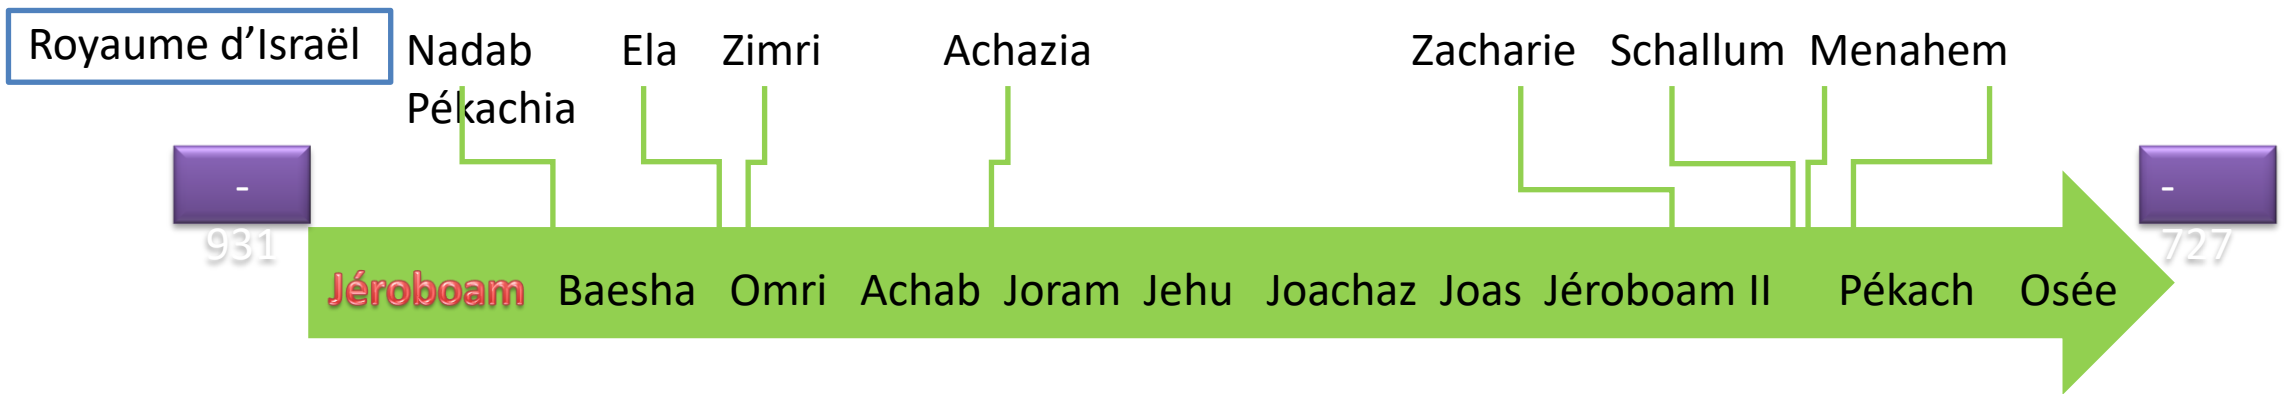 Royaume d’Israël
Nadab Ela Zimri Achazia Zacharie Schallum Menahem
Pékachia
-
931
-
727
Jéroboam Baesha Omri Achab Joram Jehu Joachaz Joas Jéroboam II Pékach Osée